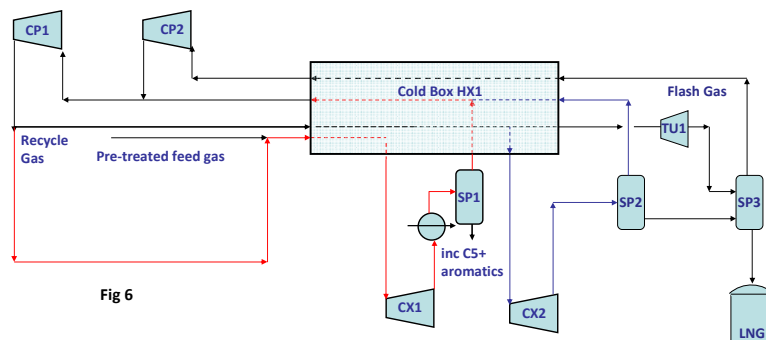 CP1
CP2
Cold Box HX1
Flash Gas
TU1
Recycle
Gas
Pre-treated feed gas
SP1
SP2
SP3
inc C5+
aromatics
Fig 6
CX1
CX2
LNG